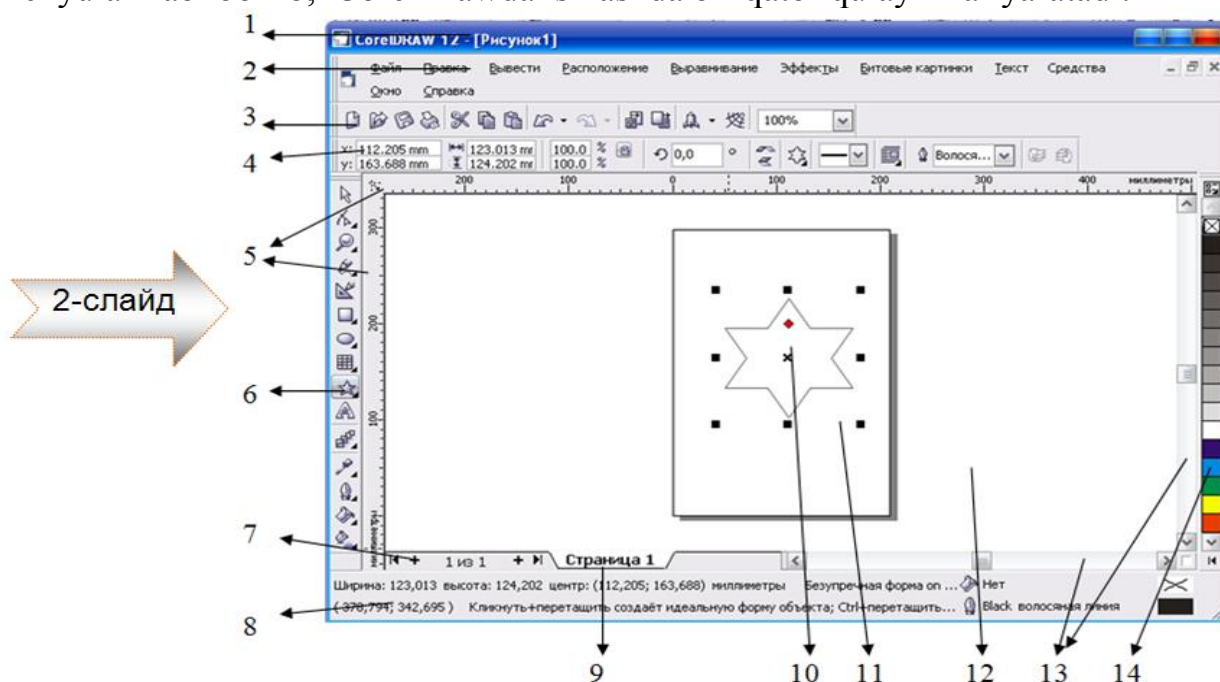 1
CorelDRAW 12 - [Рисунок1]
2
Файл Правка Вывести Расположение Выравнивание Эффекты Битовые картинки Текст Средства
Окно Справка
3
100%
4
x: 112.205 mm 123.013 mm 100.0 %
y: 163.688 mm 124.202 mm 100.0 %
0,0 ° Волося...
200 100 0 100 200 300 400 миллиметры
5
300
2-слайд
200
6
100
7
миллиметры
1 из 1 Страница 1
Ширина: 123,013 высота: 124,202 центр: (112,205; 163,688) миллиметры Безупречная форма on ... Нет
( 378,794; 342,695 ) Кликнуть+перетащить создаёт идеальную форму объекта; Ctrl+перетащить... Black волосяная линия
8
9 10 11 12 13 14